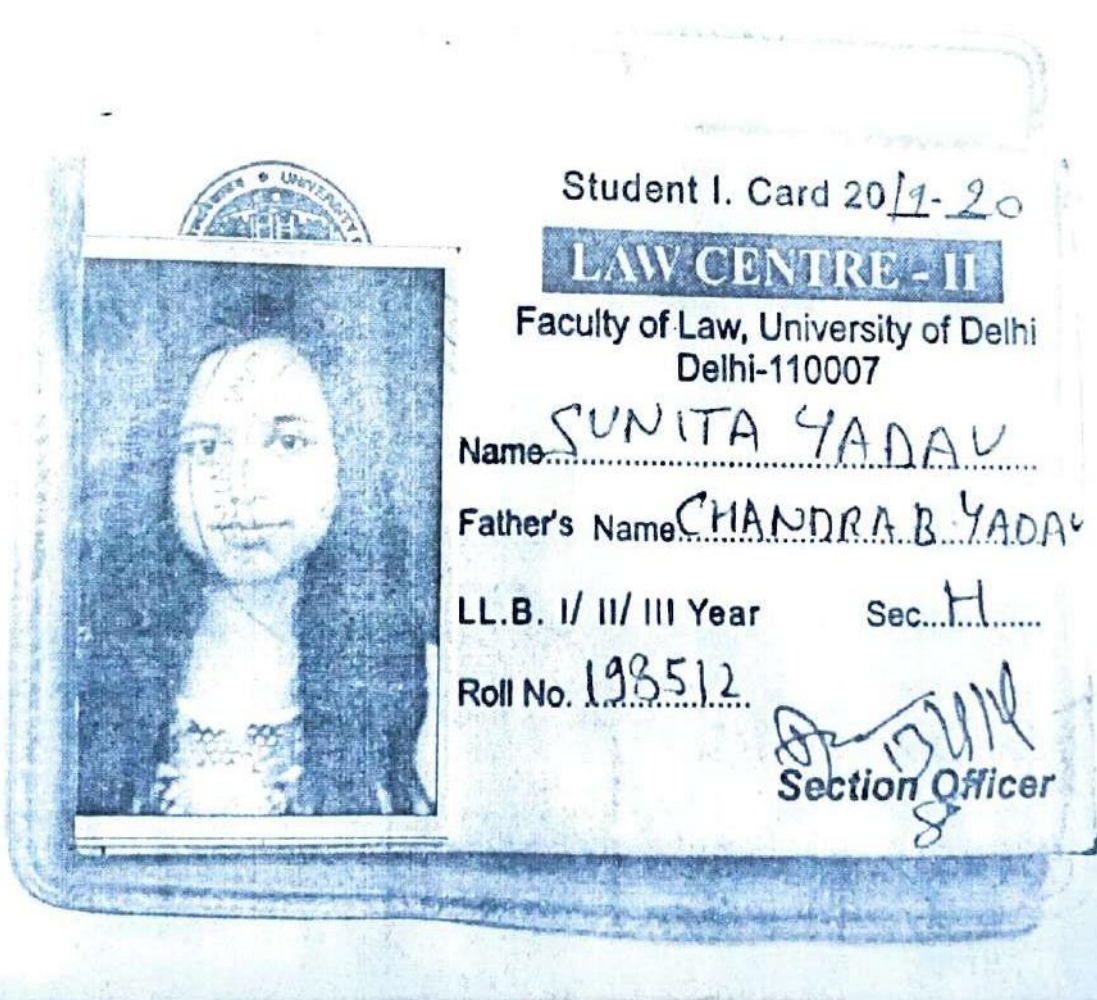 UNIVERSITY
Student I. Card 2019-20
LAW CENTRE - II
Faculty of Law, University of Delhi
Delhi-110007
Name SUNITA YADAV
Father's Name CHANDRA B. YADAV
LL.B. I/ II/ III Year Sec. H
Roll No. 198512
Section Officer